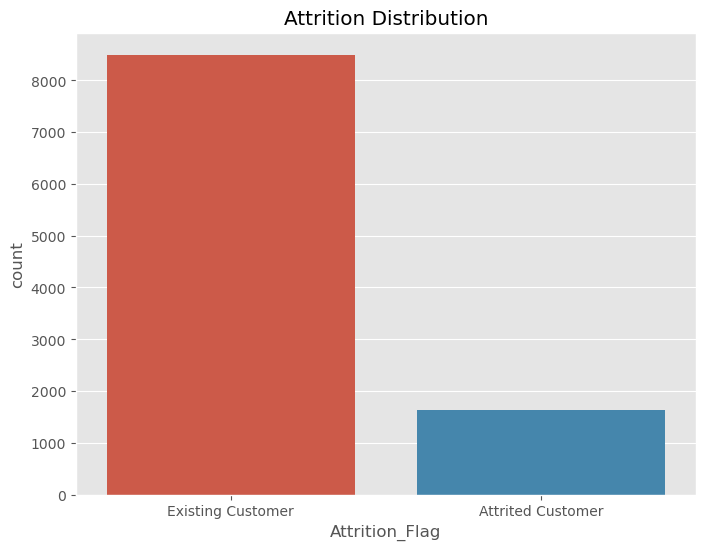 Attrition Distribution
count
8000
7000
6000
5000
4000
3000
2000
1000
0
Existing Customer
Attrited Customer
Attrition_Flag